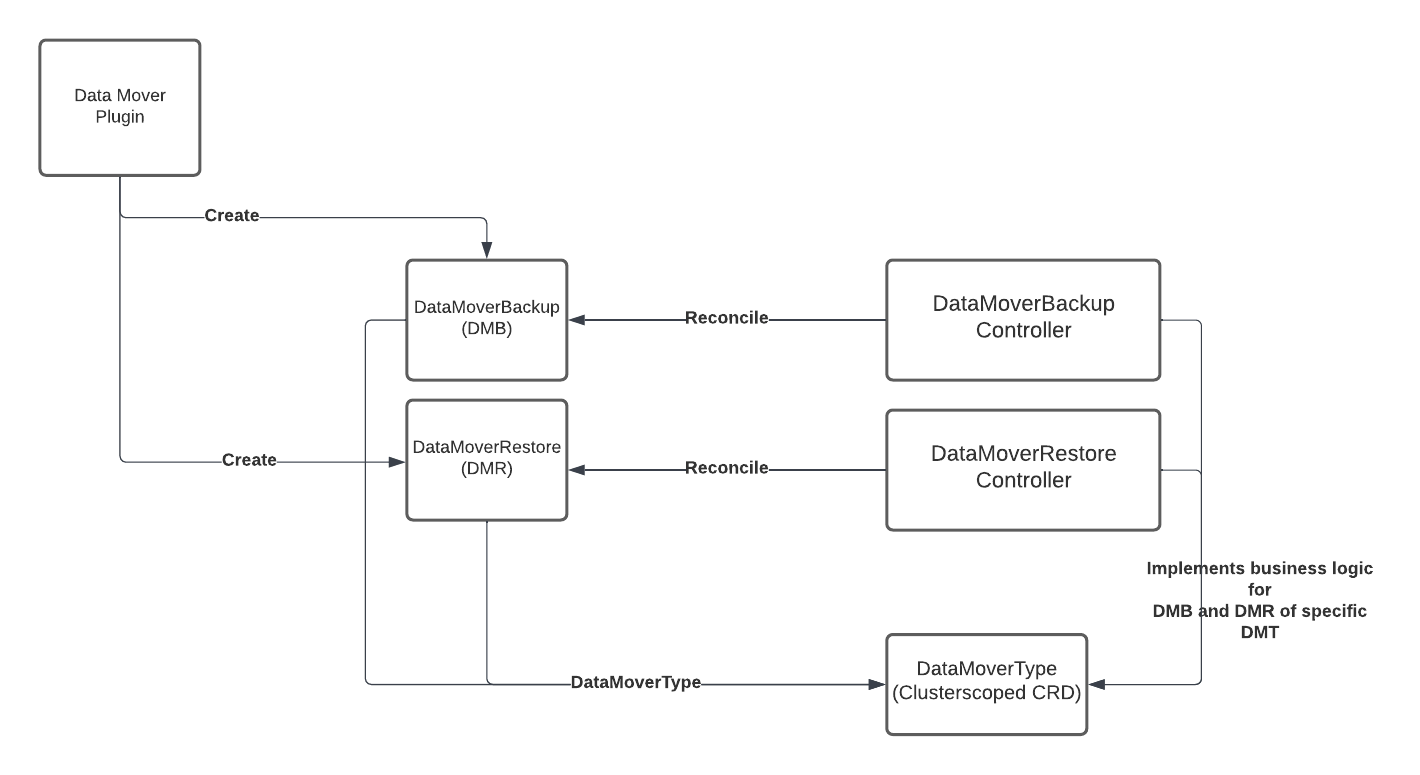 Data Mover
Plugin
Create
DataMoverBackup
(DMB)
Reconcile
DataMoverBackup
Controller
Create
DataMoverRestore
(DMR)
Reconcile
DataMoverRestore
Controller
Implements business logic
for
DMB and DMR of specific
DMT
DataMoverType
DataMoverType
(Clusterscoped CRD)